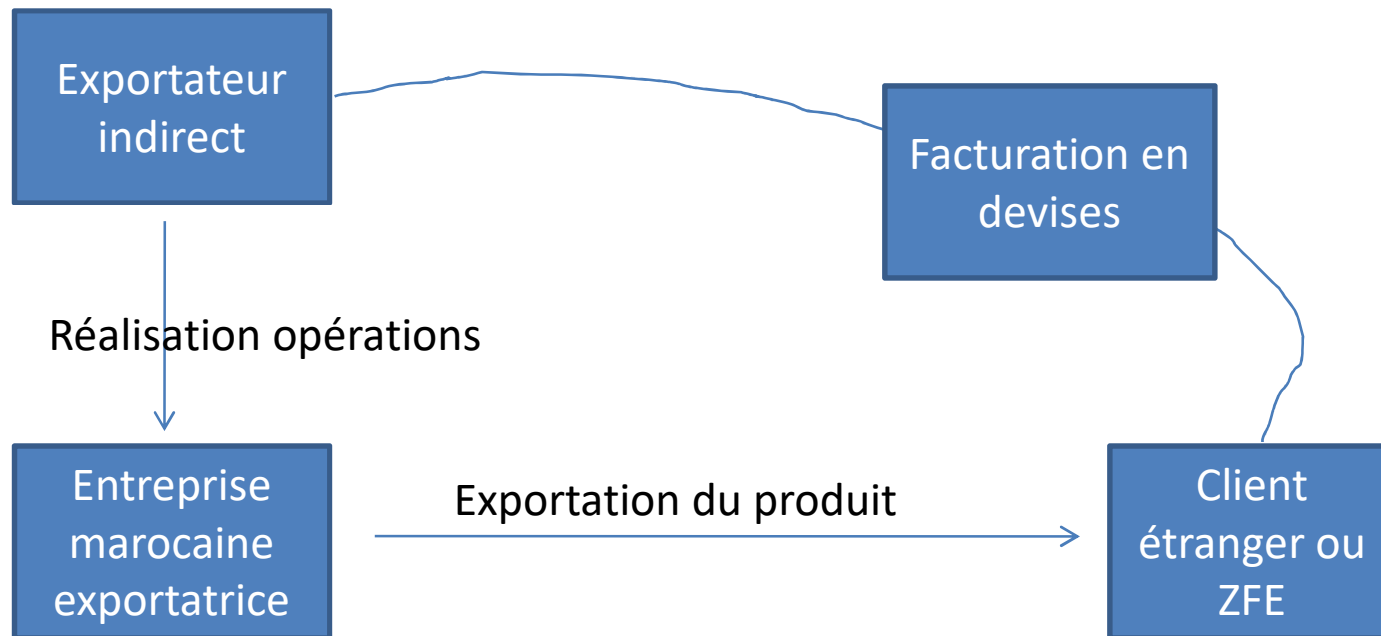 Exportateur
indirect
Facturation en
devises
Réalisation opérations
Entreprise
marocaine
exportatrice
Exportation du produit
Client
étranger ou
ZFE